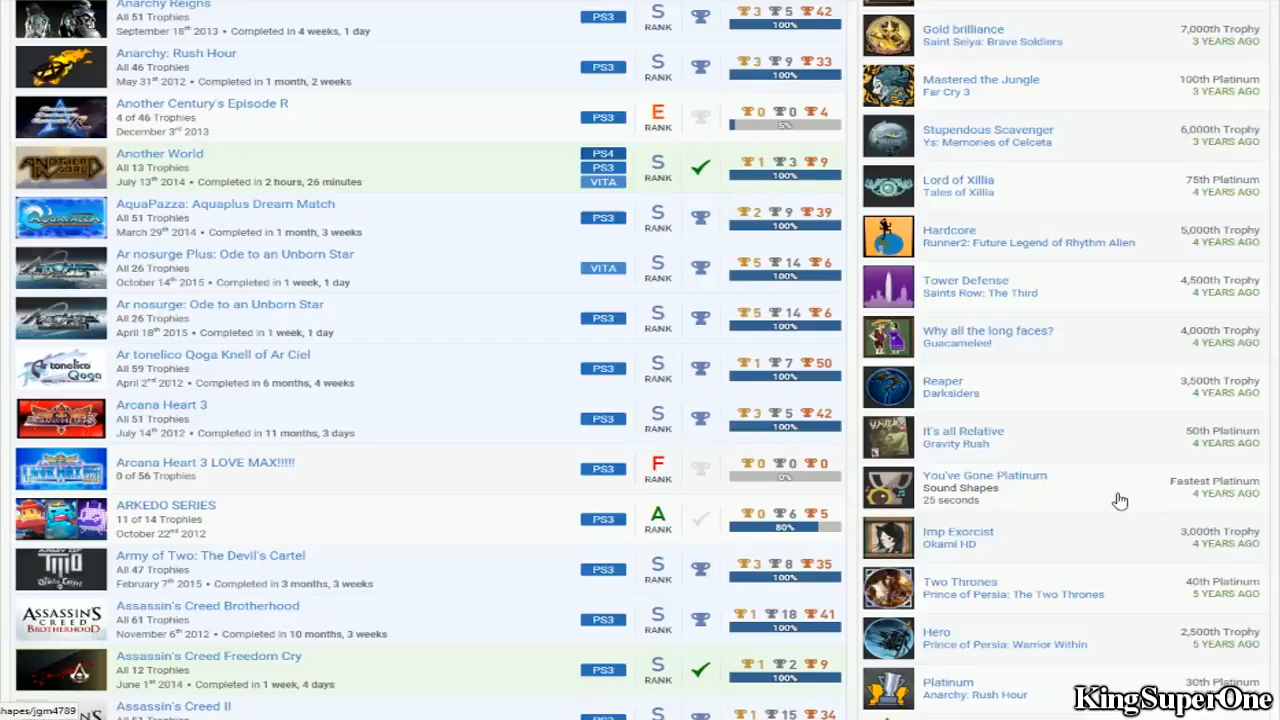 Anarchy Reigns
All 51 Trophies
September 18th 2013 • Completed in 4 weeks, 1 day
PS3
S
RANK
3 5 42
100%
Anarchy: Rush Hour
All 46 Trophies
May 31st 2012 • Completed in 1 month, 2 weeks
PS3
S
RANK
3 9 33
100%
Another Century's Episode R
4 of 46 Trophies
December 3rd 2013
PS3
E
RANK
0 0 4
5%
ANOTHER WORLD
Another World
All 13 Trophies
July 13th 2014 • Completed in 2 hours, 26 minutes
PS4
PS3
VITA
S
RANK
1 3 9
100%
AQUAPAZZA
AquaPazza: Aquaplus Dream Match
All 51 Trophies
March 29th 2014 • Completed in 1 month, 3 weeks
PS3
S
RANK
2 9 39
100%
Ar nosurge Plus: Ode to an Unborn Star
All 26 Trophies
October 14th 2015 • Completed in 1 week, 1 day
VITA
S
RANK
5 14 6
100%
Ar nosurge: Ode to an Unborn Star
All 26 Trophies
April 18th 2015 • Completed in 1 week, 1 day
PS3
S
RANK
5 14 6
100%
Ar tonelico
Qoga
Ar tonelico Qoga Knell of Ar Ciel
All 59 Trophies
April 2nd 2012 • Completed in 6 months, 4 weeks
PS3
S
RANK
1 7 50
100%
Arcana Heart 3
All 51 Trophies
July 14th 2012 • Completed in 11 months, 3 days
PS3
S
RANK
3 5 42
100%
LOVE MAX!!!!!
Arcana Heart 3 LOVE MAX!!!!!
0 of 56 Trophies
PS3
F
RANK
0 0 0
0%
ARKEDO SERIES
11 of 14 Trophies
October 22nd 2012
PS3
A
RANK
0 6 5
80%
ARMY OF
TWO
Army of Two: The Devil's Cartel
All 47 Trophies
February 7th 2015 • Completed in 3 months, 3 weeks
PS3
S
RANK
3 8 35
100%
ASSASSIN'S
CREED
BROTHERHOOD
Assassin's Creed Brotherhood
All 61 Trophies
November 6th 2012 • Completed in 10 months, 3 weeks
PS3
S
RANK
1 18 41
100%
Assassin's Creed Freedom Cry
All 12 Trophies
June 1st 2014 • Completed in 1 week, 4 days
PS3
S
RANK
1 2 9
100%
Assassin's Creed II
All 51 Trophies
S
1 15 34
hapes/jgm4789
Gold brilliance
Saint Seiya: Brave Soldiers
7,000th Trophy
3 YEARS AGO
Mastered the Jungle
Far Cry 3
100th Platinum
3 YEARS AGO
Stupendous Scavenger
Ys: Memories of Celceta
6,000th Trophy
3 YEARS AGO
Lord of Xillia
Tales of Xillia
75th Platinum
4 YEARS AGO
Hardcore
Runner2: Future Legend of Rhythm Alien
5,000th Trophy
4 YEARS AGO
Tower Defense
Saints Row: The Third
4,500th Trophy
4 YEARS AGO
Why all the long faces?
Guacamelee!
4,000th Trophy
4 YEARS AGO
Reaper
Darksiders
3,500th Trophy
4 YEARS AGO
It's all Relative
Gravity Rush
50th Platinum
4 YEARS AGO
You've Gone Platinum
Sound Shapes
25 seconds
Fastest Platinum
4 YEARS AGO
Imp Exorcist
Okami HD
3,000th Trophy
4 YEARS AGO
Two Thrones
Prince of Persia: The Two Thrones
40th Platinum
5 YEARS AGO
Hero
Prince of Persia: Warrior Within
2,500th Trophy
5 YEARS AGO
Platinum
Anarchy: Rush Hour
30th Platinum
KingSuperOne